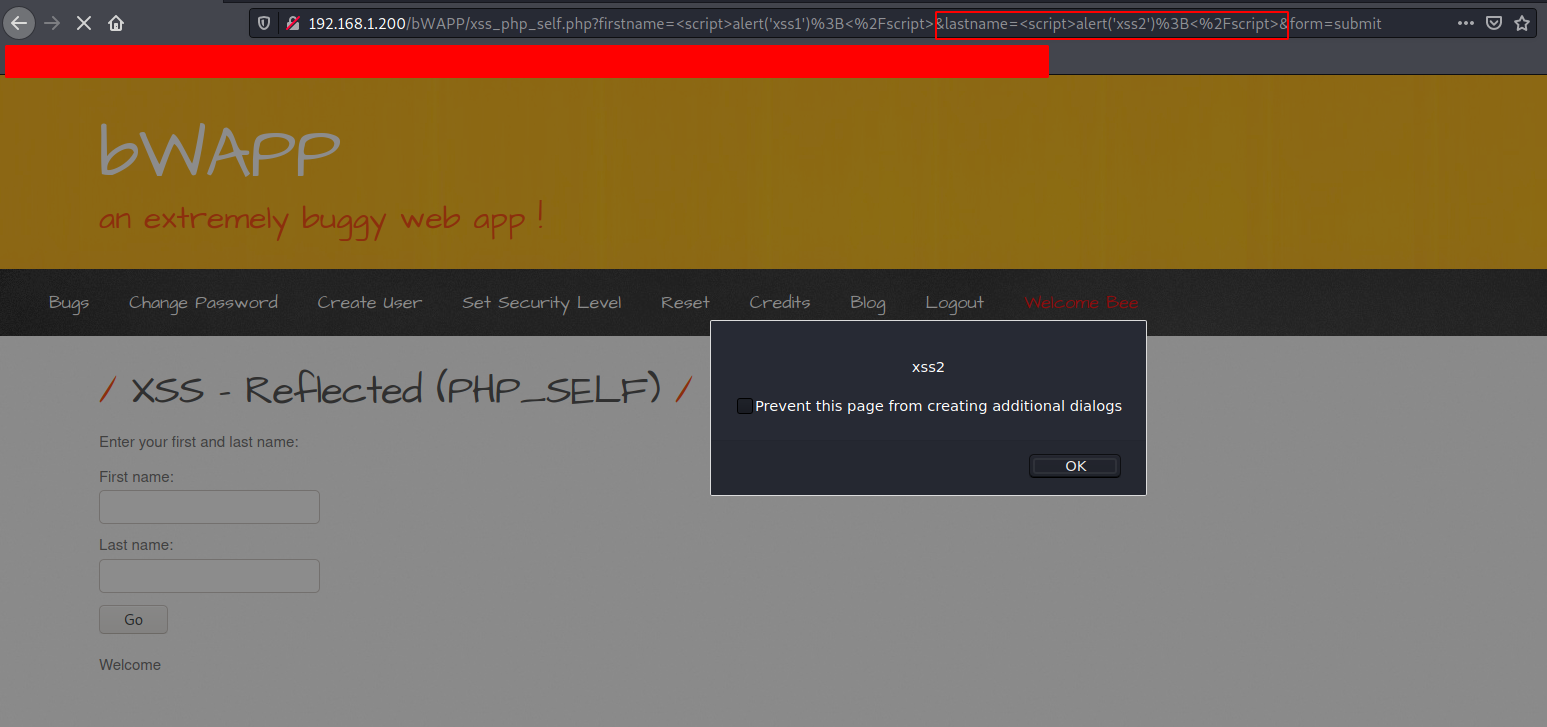 192.168.1.200/bWAPP/xss_php_self.php?firstname=<script>alert('xss1')%3B<%2Fscript>&lastname=<script>alert('xss2')%3B<%2Fscript>&form=submit
bWAPP
an extremely buggy web app !
Bugs Change Password Create User Set Security Level Reset Credits Blog Logout Welcome Bee
xss2
Prevent this page from creating additional dialogs
OK
/ XSS - Reflected (PHP_SELF) /
Enter your first and last name:
First name:
Last name:
Go
Welcome